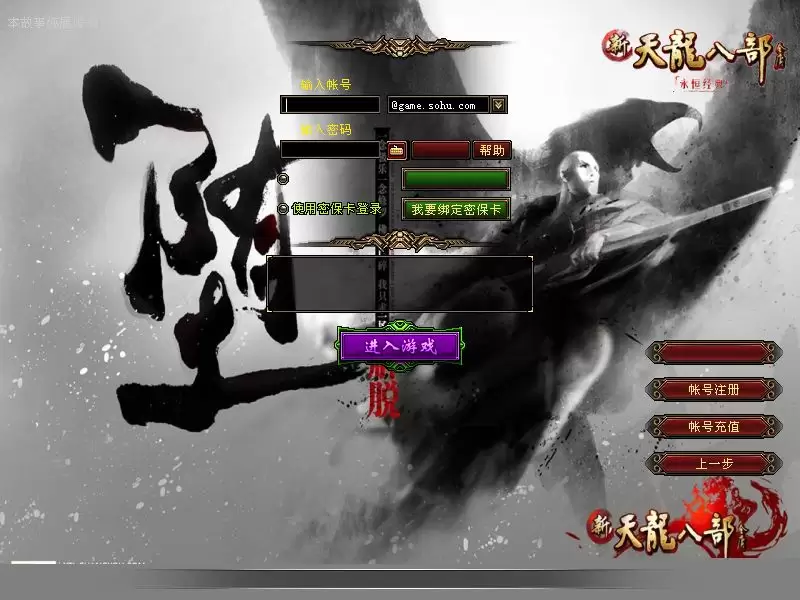 新天龍八部
「永恒经典」
输入帐号
@game.sohu.com
输入密码
帮助
使用密保卡登录
我要绑定密保卡
进入游戏
帐号注册
帐号充值
上一步
新天龍八部